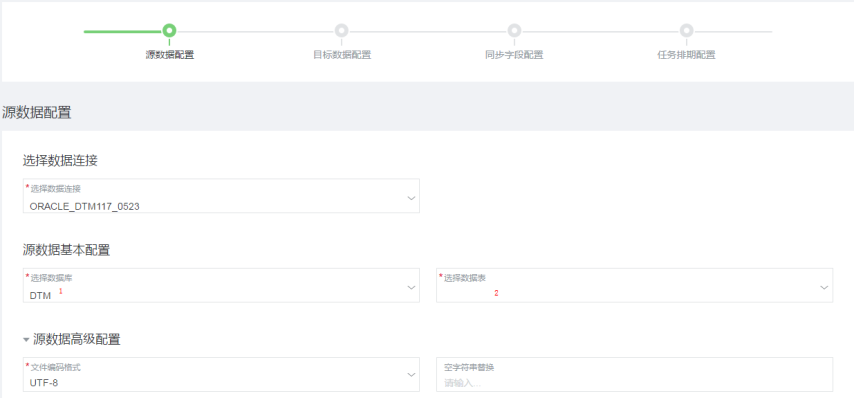 源数据配置 目标数据配置 同步字段配置 任务排期配置
源数据配置
选择数据连接
*选择数据连接
ORACLE_DTM117_0523
源数据基本配置
*选择数据库 *选择数据表
DTM 1 2
源数据高级配置
*文件编码格式 空字符串替换
UTF-8 请输入...